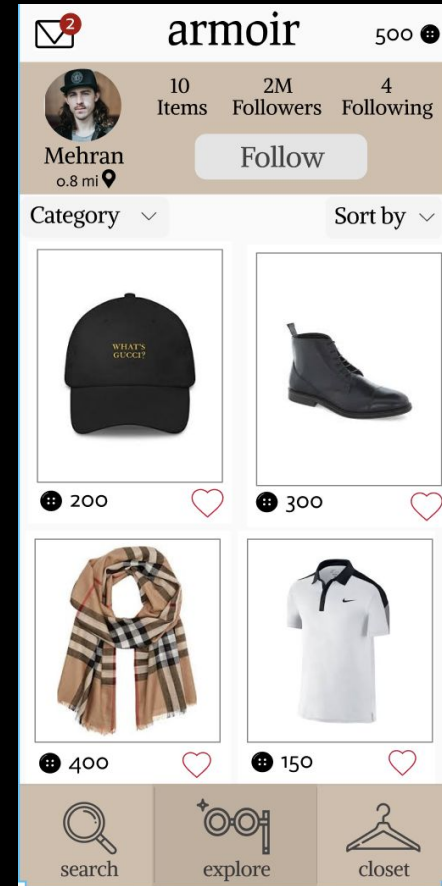 2
armoir
500
10
Items
2M
Followers
4
Following
Mehran
0.8 mi
Follow
Category
Sort by
WHAT'S
GUCCI?
200
300
400
150
search
explore
closet